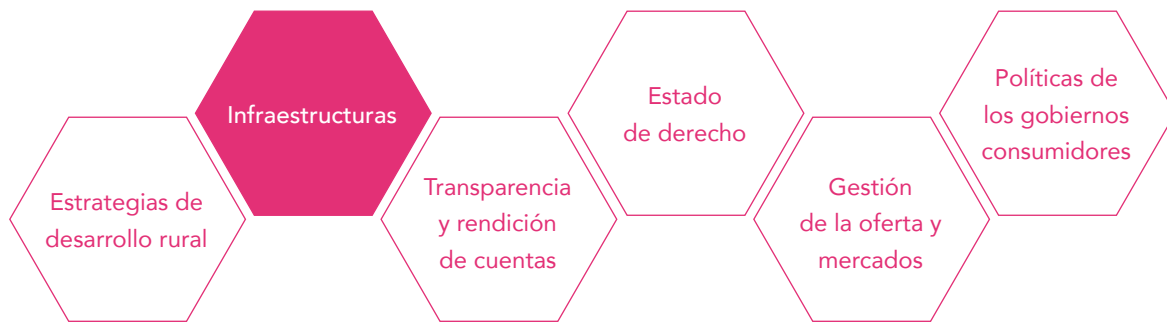 Estrategias de
desarrollo rural
Infraestructuras
Transparencia
y rendición
de cuentas
Estado
de derecho
Gestión
de la oferta y
mercados
Políticas de
los gobiernos
consumidores